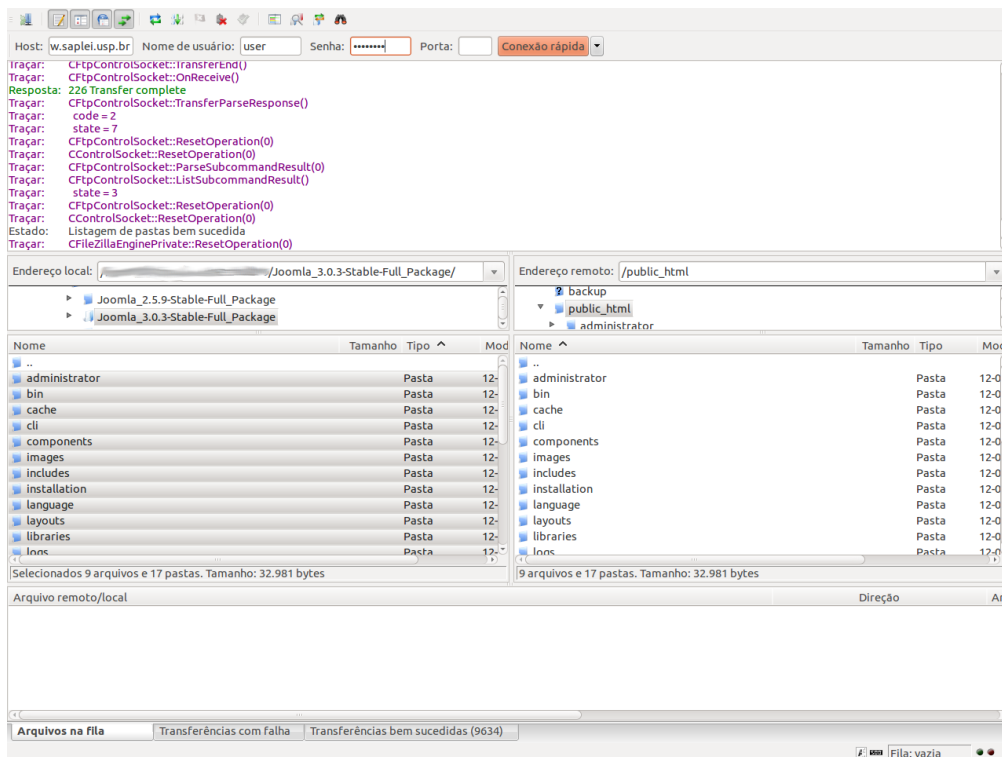 Host: w.saplei.usp.br Nome de usuário: user Senha: •••••••• Porta: Conexão rápida
Traçar: CFtpControlSocket::TransferEnd()
Traçar: CFtpControlSocket::OnReceive()
Resposta: 226 Transfer complete
Traçar: CFtpControlSocket::TransferParseResponse()
Traçar: code = 2
Traçar: state = 7
Traçar: CFtpControlSocket::ResetOperation(0)
Traçar: CControlSocket::ResetOperation(0)
Traçar: CFtpControlSocket::ParseSubcommandResult(0)
Traçar: CFtpControlSocket::ListSubcommandResult()
Traçar: state = 3
Traçar: CFtpControlSocket::ResetOperation(0)
Traçar: CControlSocket::ResetOperation(0)
Estado: Listagem de pastas bem sucedida
Traçar: CFileZillaEnginePrivate::ResetOperation(0)
Endereço local: / /Joomla_3.0.3-Stable-Full_Package/
Joomla_2.5.9-Stable-Full_Package
Joomla_3.0.3-Stable-Full_Package
Nome Tamanho Tipo Mod
..
administrator Pasta 12-
bin Pasta 12-
cache Pasta 12-
cli Pasta 12-
components Pasta 12-
images Pasta 12-
includes Pasta 12-
installation Pasta 12-
language Pasta 12-
layouts Pasta 12-
libraries Pasta 12-
logs Pasta 12-
Selecionados 9 arquivos e 17 pastas. Tamanho: 32.981 bytes
Endereço remoto: /public_html
backup
public_html
administrator
Nome Tamanho Tipo Mod
..
administrator Pasta 12-0
bin Pasta 12-0
cache Pasta 12-0
cli Pasta 12-0
components Pasta 12-0
images Pasta 12-0
includes Pasta 12-0
installation Pasta 12-0
language Pasta 12-0
layouts Pasta 12-0
libraries Pasta 12-0
logs Pasta 12-0
9 arquivos e 17 pastas. Tamanho: 32.981 bytes
Arquivo remoto/local Direção Ar
Arquivos na fila Transferências com falha Transferências bem sucedidas (9634)
Fila: vazia